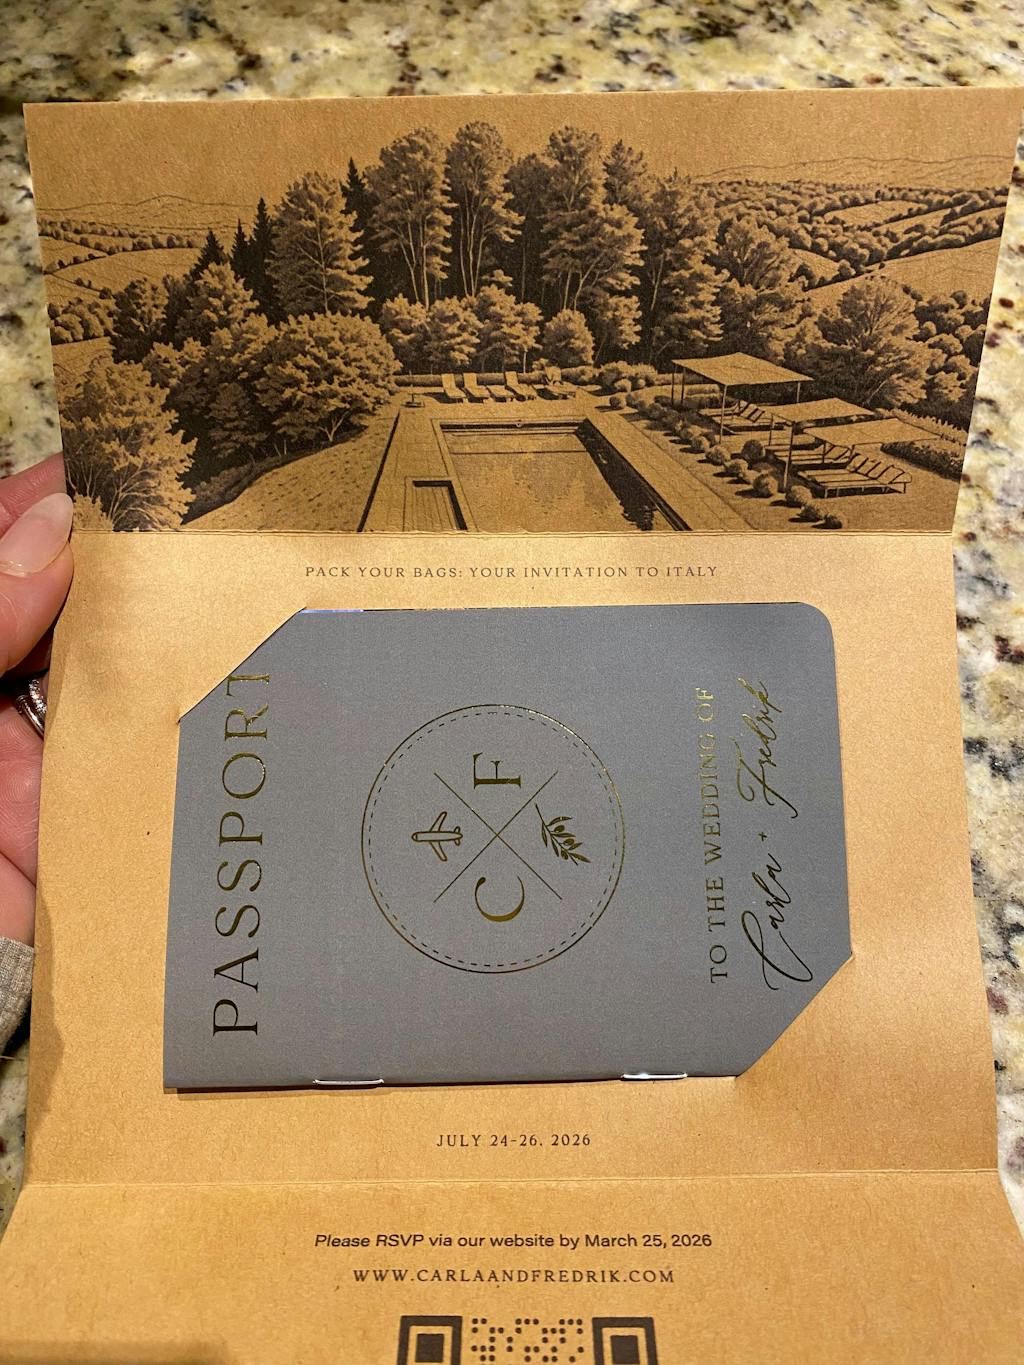 PACK YOUR BAGS: YOUR INVITATION TO ITALY
PASSPORT
C F
TO THE WEDDING OF
Carla + Fredrik
JULY 24-26, 2026
Please RSVP via our website by March 25, 2026
WWW.CARLAANDFREDRIK.COM